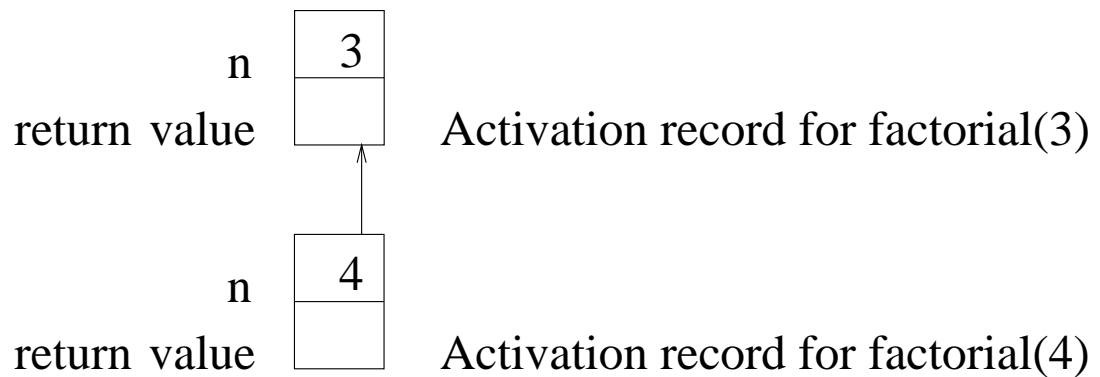 n 3
return value Activation record for factorial(3)
n 4
return value Activation record for factorial(4)